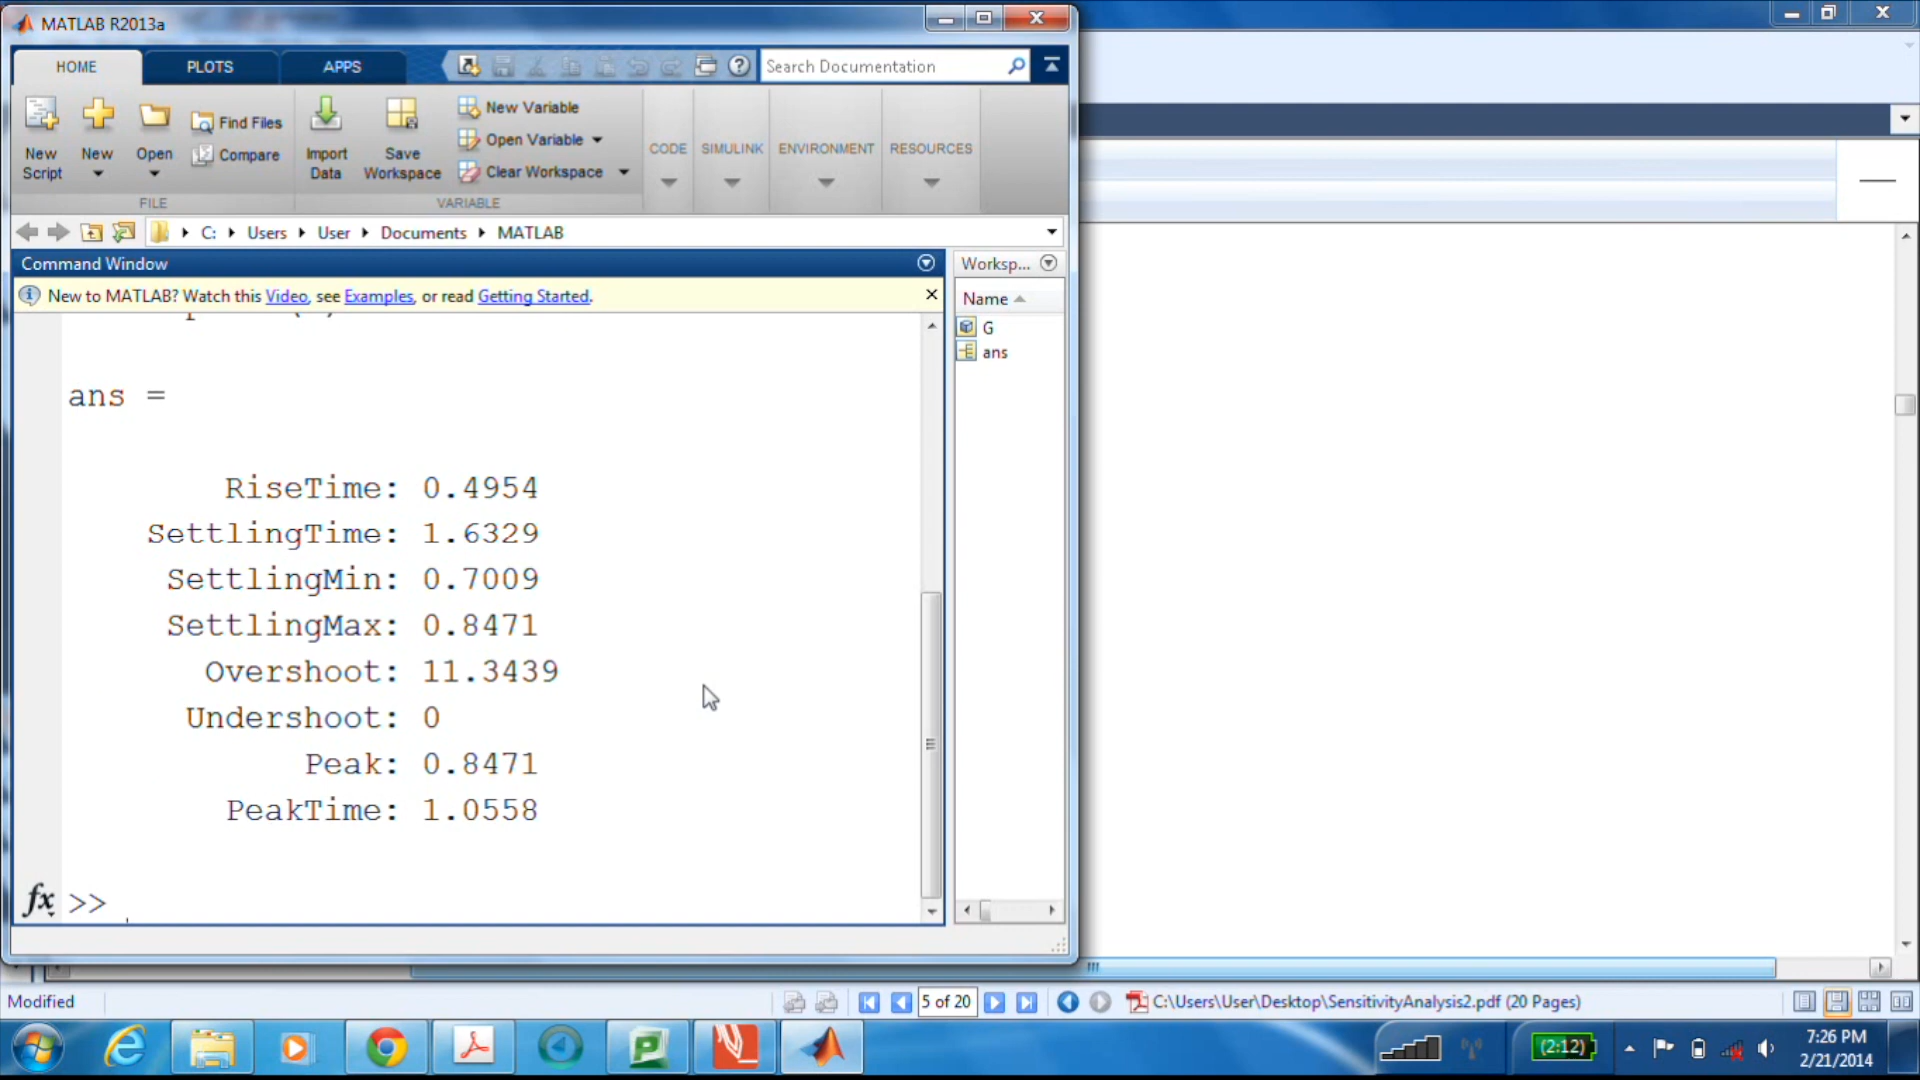 MATLAB R2013a
HOME PLOTS APPS
Search Documentation
New Script
New
Open
Find Files
Compare
Import Data
Save Workspace
New Variable
Open Variable
Clear Workspace
CODE SIMULINK ENVIRONMENT RESOURCES
FILE VARIABLE
C: Users User Documents MATLAB
Command Window
Worksp...
New to MATLAB? Watch this Video, see Examples, or read Getting Started.
Name
G
ans
ans =
RiseTime: 0.4954
SettlingTime: 1.6329
SettlingMin: 0.7009
SettlingMax: 0.8471
Overshoot: 11.3439
Undershoot: 0
Peak: 0.8471
PeakTime: 1.0558
fx >>
Modified
5 of 20
C:\Users\User\Desktop\SensitivityAnalysis2.pdf (20 Pages)
(2:12)
7:26 PM
2/21/2014